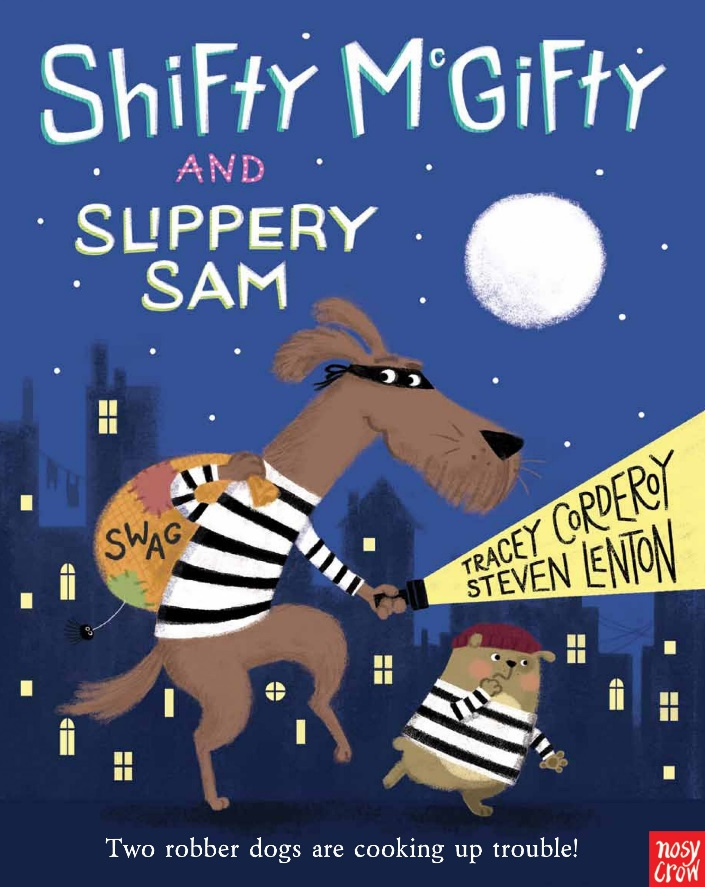 Shifty McGifty
AND
SLIPPERY
SAM
SWAG
TRACEY CORDEROY
STEVEN LENTON
Two robber dogs are cooking up trouble!
nosy
crow